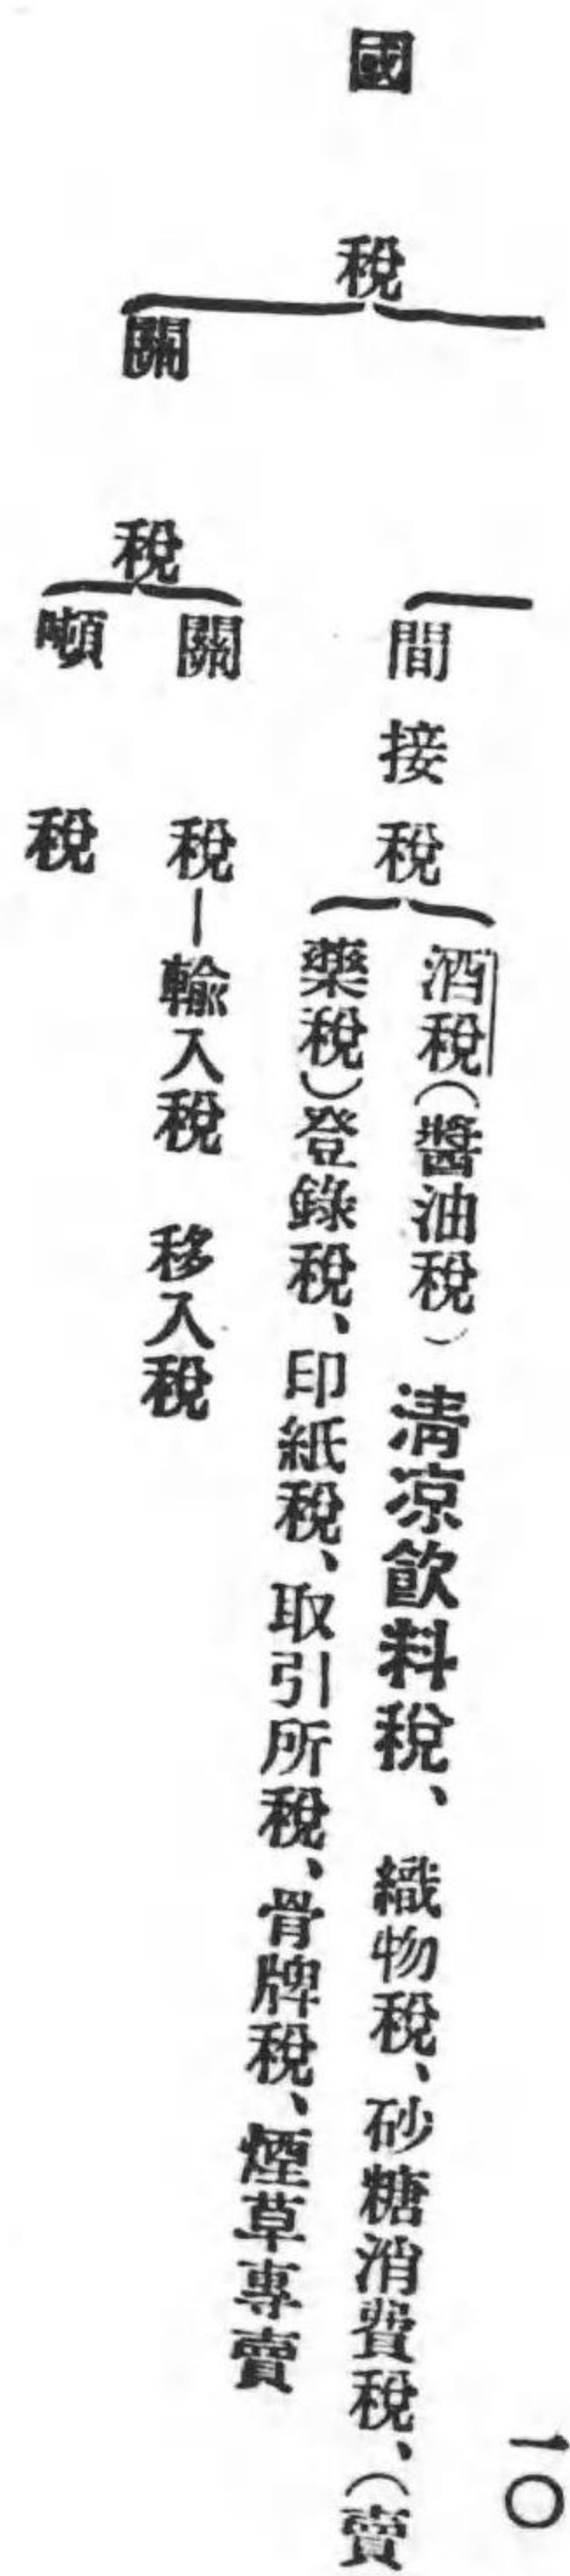 一〇
國稅
間接稅
酒稅(醬油稅)清涼飲料稅、織物稅、砂糖消費稅、(賣
藥稅)登錄稅、印紙稅、取引所稅、骨牌稅、煙草專賣
關稅
關稅—輸入稅 移入稅
噸稅